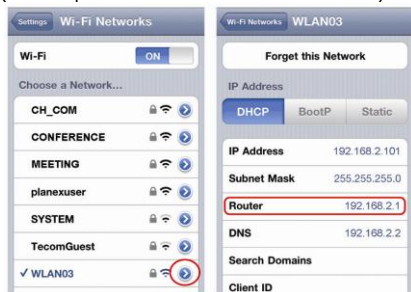 Settings
Wi-Fi Networks
Wi-Fi
ON
Choose a Network...
CH_COM
CONFERENCE
MEETING
planexuser
SYSTEM
TecomGuest
WLAN03
Wi-Fi Networks
WLAN03
Forget this Network
IP Address
DHCP
BootP
Static
IP Address 192.168.2.101
Subnet Mask 255.255.255.0
Router 192.168.2.1
DNS 192.168.2.2
Search Domains
Client ID